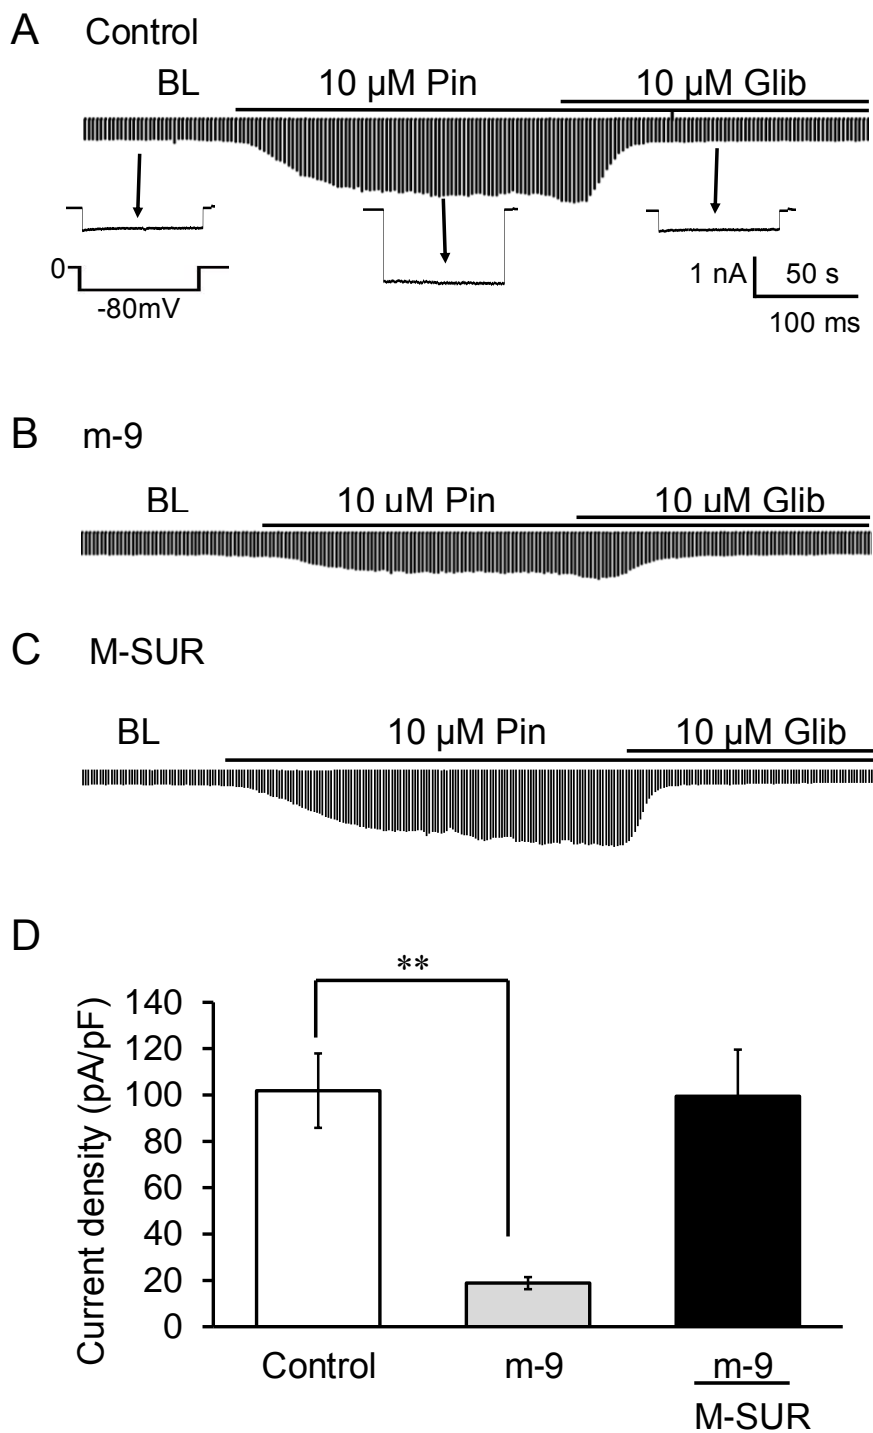 A Control
BL 10 µM Pin 10 µM Glib
0
-80mV
1 nA 50 s
100 ms
B m-9
BL 10 µM Pin 10 µM Glib
C M-SUR
BL 10 µM Pin 10 µM Glib
D
**
Current density (pA/pF)
140
120
100
80
60
40
20
0
Control m-9 m-9
M-SUR